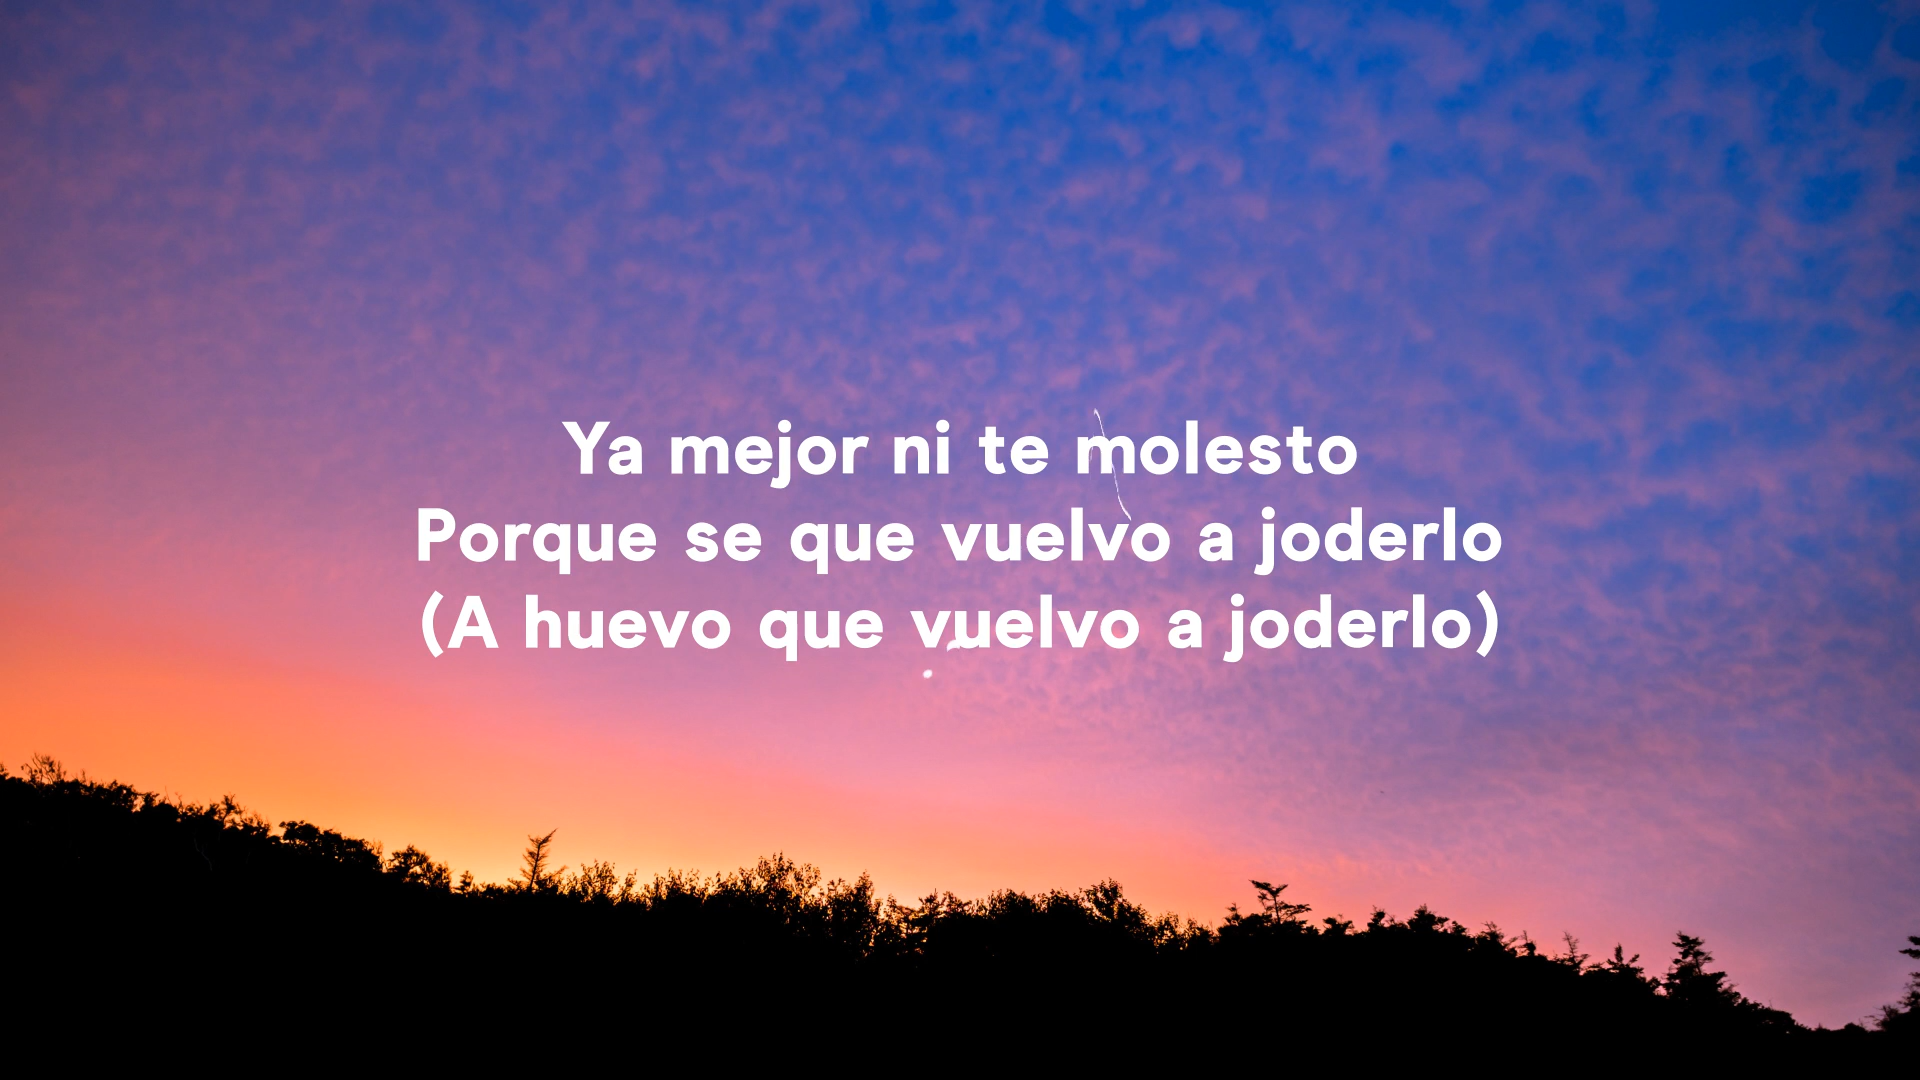 Ya mejor ni te molesto
Porque se que vuelvo a joderlo
(A huevo que vuelvo a joderlo)